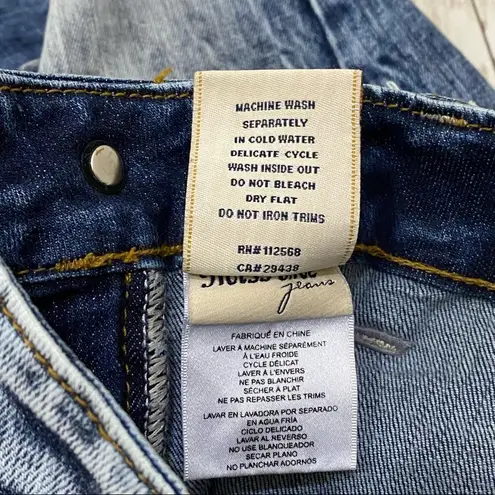 MACHINE WASH
SEPARATELY
IN COLD WATER
DELICATE CYCLE
WASH INSIDE OUT
DO NOT BLEACH
DRY FLAT
DO NOT IRON TRIMS
RN# 112568
CA# 29438
jeans
FABRIQUÉ EN CHINE
LAVER À MACHINE SÉPARÉMENT
À L'EAU FROIDE
CYCLE DÉLICAT
LAVER À L'ENVERS
NE PAS BLANCHIR
SÉCHER À PLAT
NE PAS REPASSER LES TRIMS
LAVAR EN LAVADORA POR SEPARADO
EN AGUA FRÍA
CICLO DELICADO
LAVAR AL REVERSO
NO USE BLANQUEADOR
SECAR PLANO
NO PLANCHAR ADORNOS